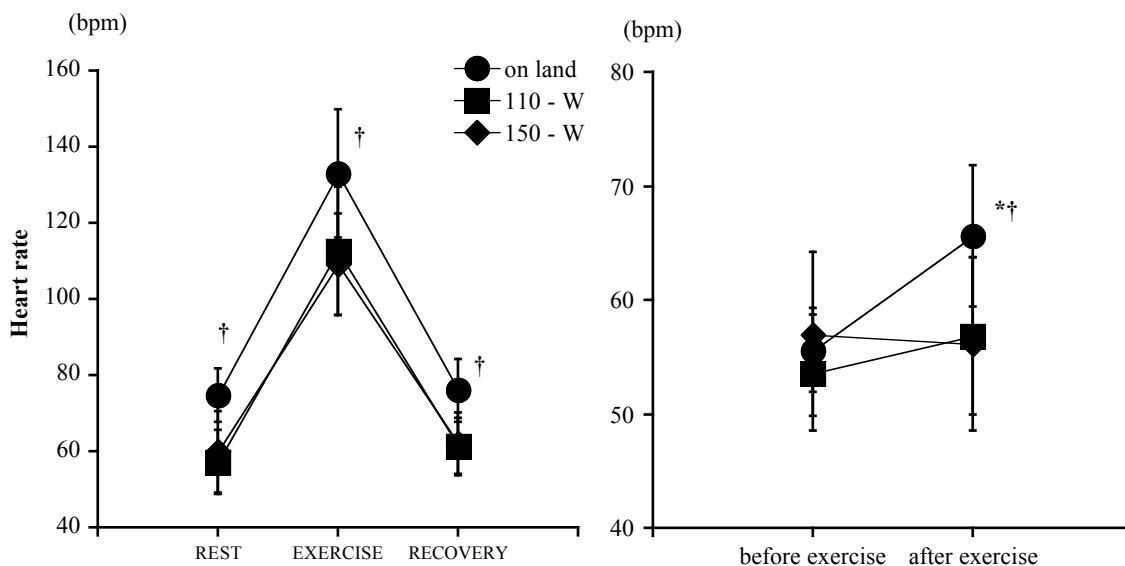 (bpm)
160
140
120
100
80
60
40
Heart rate
†
†
†
REST
EXERCISE
RECOVERY
on land
110 - W
150 - W
(bpm)
80
70
60
50
40
*†
before exercise
after exercise